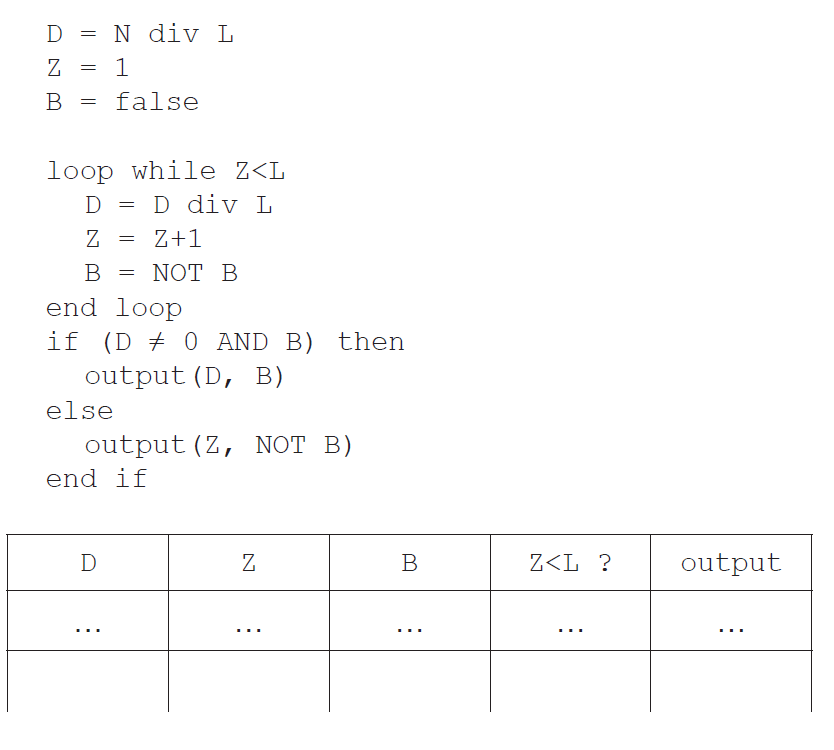 D = N div L
Z = 1
B = false
loop while Z<L
D = D div L
Z = Z+1
B = NOT B
end loop
if (D ≠ 0 AND B) then
output(D, B)
else
output(Z, NOT B)
end if
D Z B Z<L ? output
... ... ... ... ...